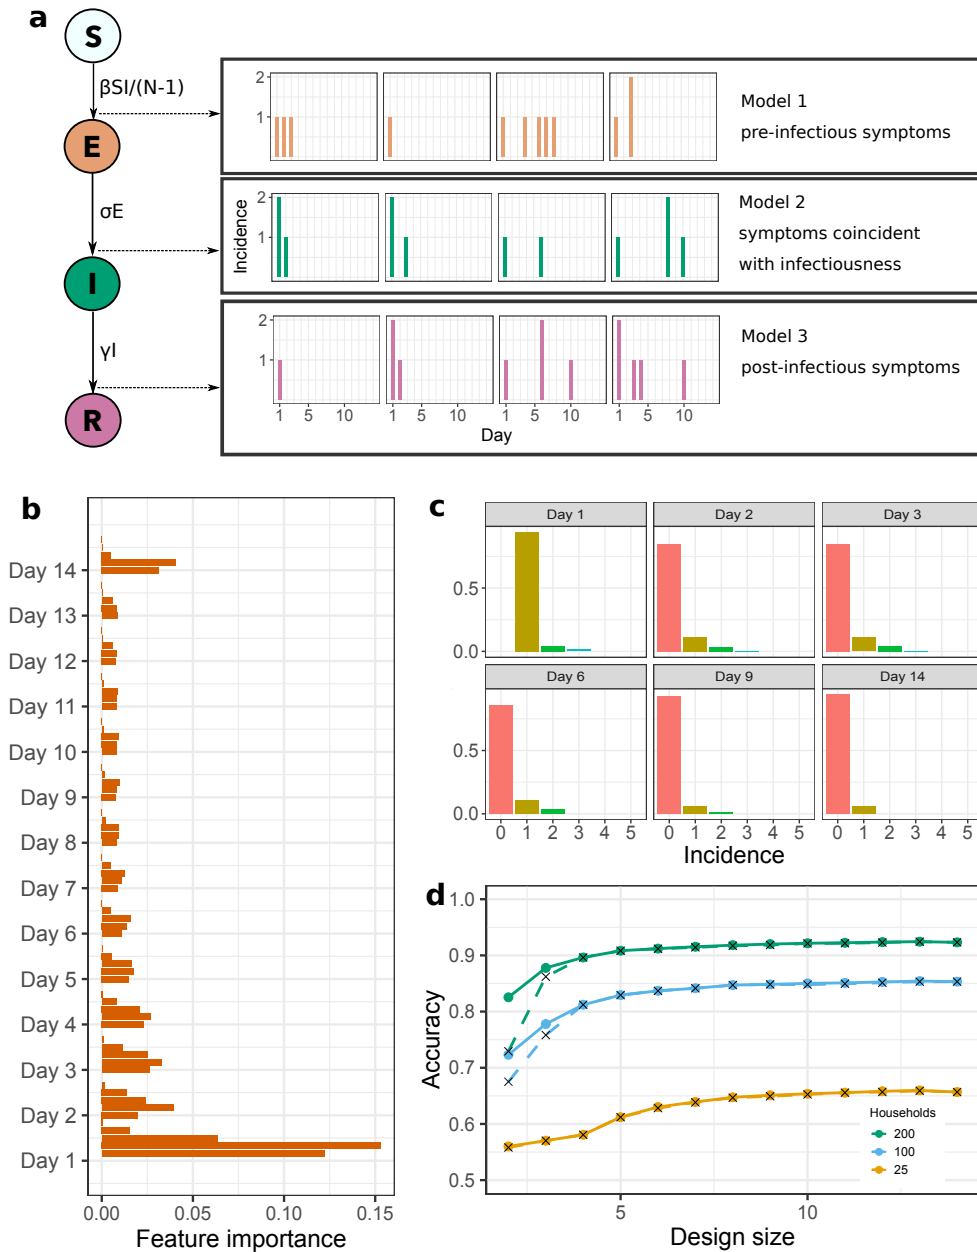 a
S
βSI/(N-1)
E
σE
I
γI
R
2
1
Model 1
pre-infectious symptoms
Incidence
2
1
Model 2
symptoms coincident
with infectiousness
2
1
Model 3
post-infectious symptoms
1 5 10 1 5 10 1 5 10 1 5 10
Day
b
Day 14
Day 13
Day 12
Day 11
Day 10
Day 9
Day 8
Day 7
Day 6
Day 5
Day 4
Day 3
Day 2
Day 1
0.00 0.05 0.10 0.15
Feature importance
c
Day 1 Day 2 Day 3
0.5
0.0
Day 6 Day 9 Day 14
0.5
0.0
0 1 2 3 4 5 0 1 2 3 4 5 0 1 2 3 4 5
Incidence
d
Accuracy
1.0
0.9
0.8
0.7
0.6
0.5
Households
200
100
25
5 10
Design size